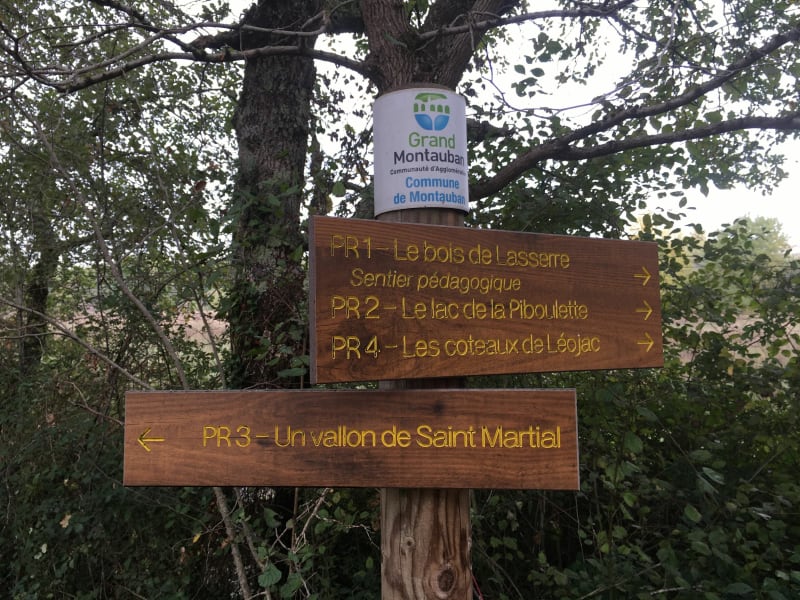 Grand
Montauban
Communauté d'Agglomération
Commune
de Montauban
PR 1 - Le bois de Lasserre
Sentier pédagogique →
PR 2 - Le lac de la Piboulette →
PR 4 - Les coteaux de Léojac →
← PR 3 - Un vallon de Saint Martial